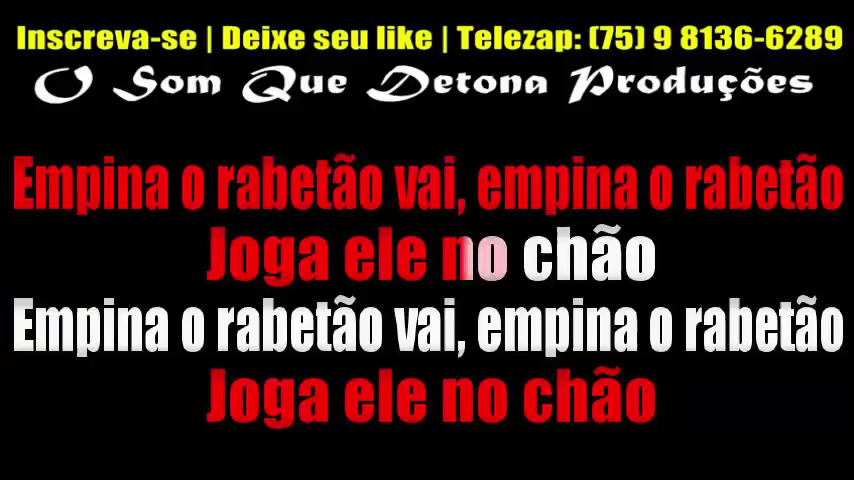 Inscreva-se | Deixe seu like | Telezap: (75) 9 8136-6289
O Som Que Detona Produções
Empina o rabetão vai, empina o rabetão
Joga ele no chão
Empina o rabetão vai, empina o rabetão
Joga ele no chão